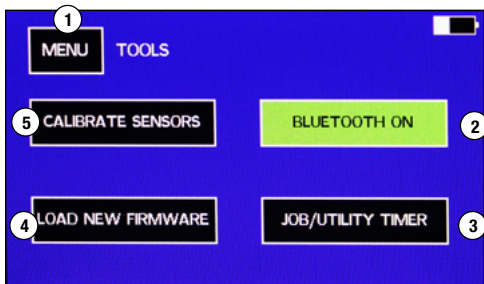 1
MENU TOOLS
5 CALIBRATE SENSORS BLUETOOTH ON 2
4 LOAD NEW FIRMWARE JOB/UTILITY TIMER 3